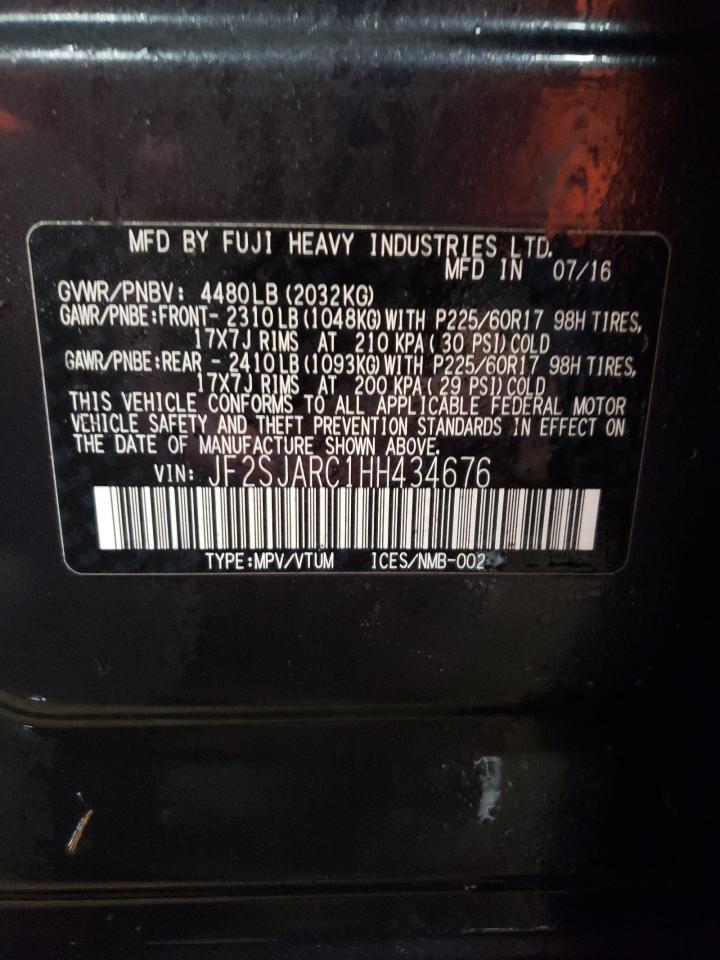 MFD BY FUJI HEAVY INDUSTRIES LTD.
MFD IN 07/16
GVWR/PNBV: 4480LB (2032KG)
GAWR/PNBE:FRONT- 2310LB (1048KG) WITH P225/60R17 98H TIRES,
17X7J RIMS AT 210 KPA ( 30 PSI) COLD
GAWR/PNBE:REAR - 2410LB (1093KG) WITH P225/60R17 98H TIRES,
17X7J RIMS AT 200 KPA ( 29 PSI) COLD
THIS VEHICLE CONFORMS TO ALL APPLICABLE FEDERAL MOTOR
VEHICLE SAFETY AND THEFT PREVENTION STANDARDS IN EFFECT ON
THE DATE OF MANUFACTURE SHOWN ABOVE.
VIN: JF2SJARC1HH434676
TYPE:MPV/VTUM ICES/NMB-002